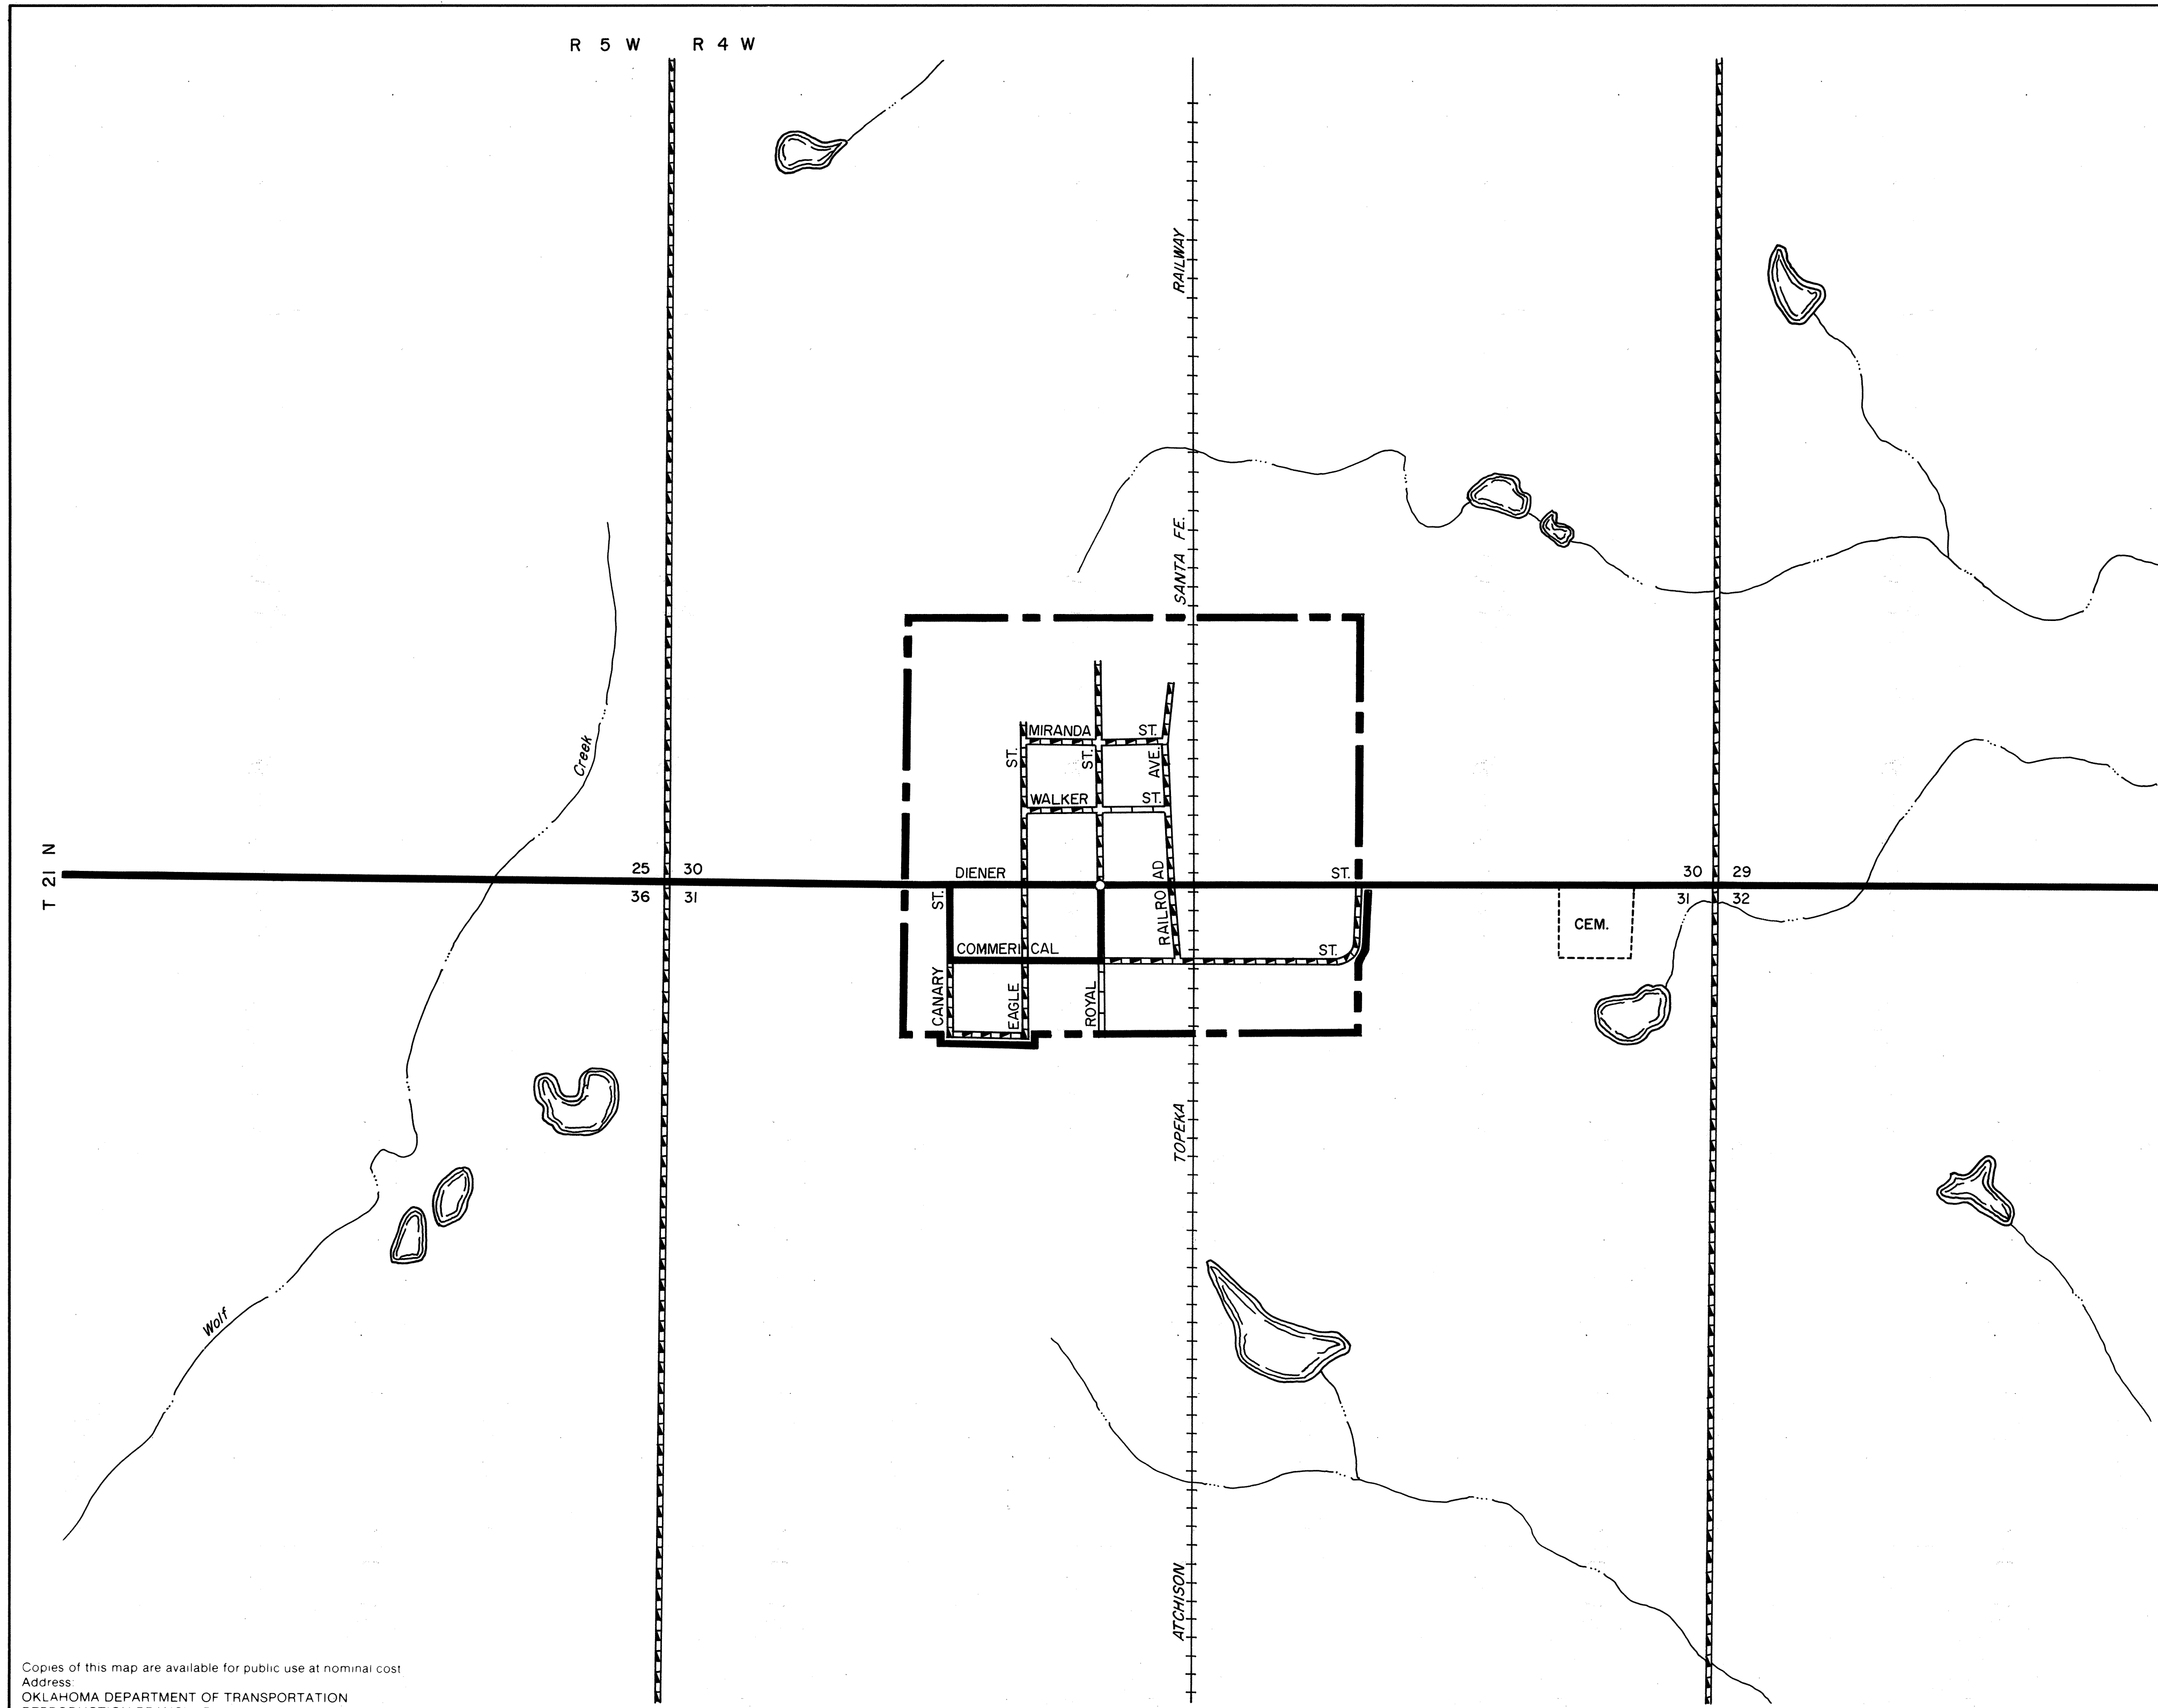 R 5 W R 4 W
RAILWAY
SANTA FE.
MIRANDA ST.
ST. ST. AVE.
WALKER ST.
Creek
T 21 N
25 30
36 31
DIENER ST.
30 29
31 32
ST.
RAILROAD
CEM.
COMMERICAL ST.
CANARY
EAGLE
ROYAL
TOPEKA
Wolf
ATCHISON
Copies of this map are available for public use at nominal cost
Address:
OKLAHOMA DEPARTMENT OF TRANSPORTATION